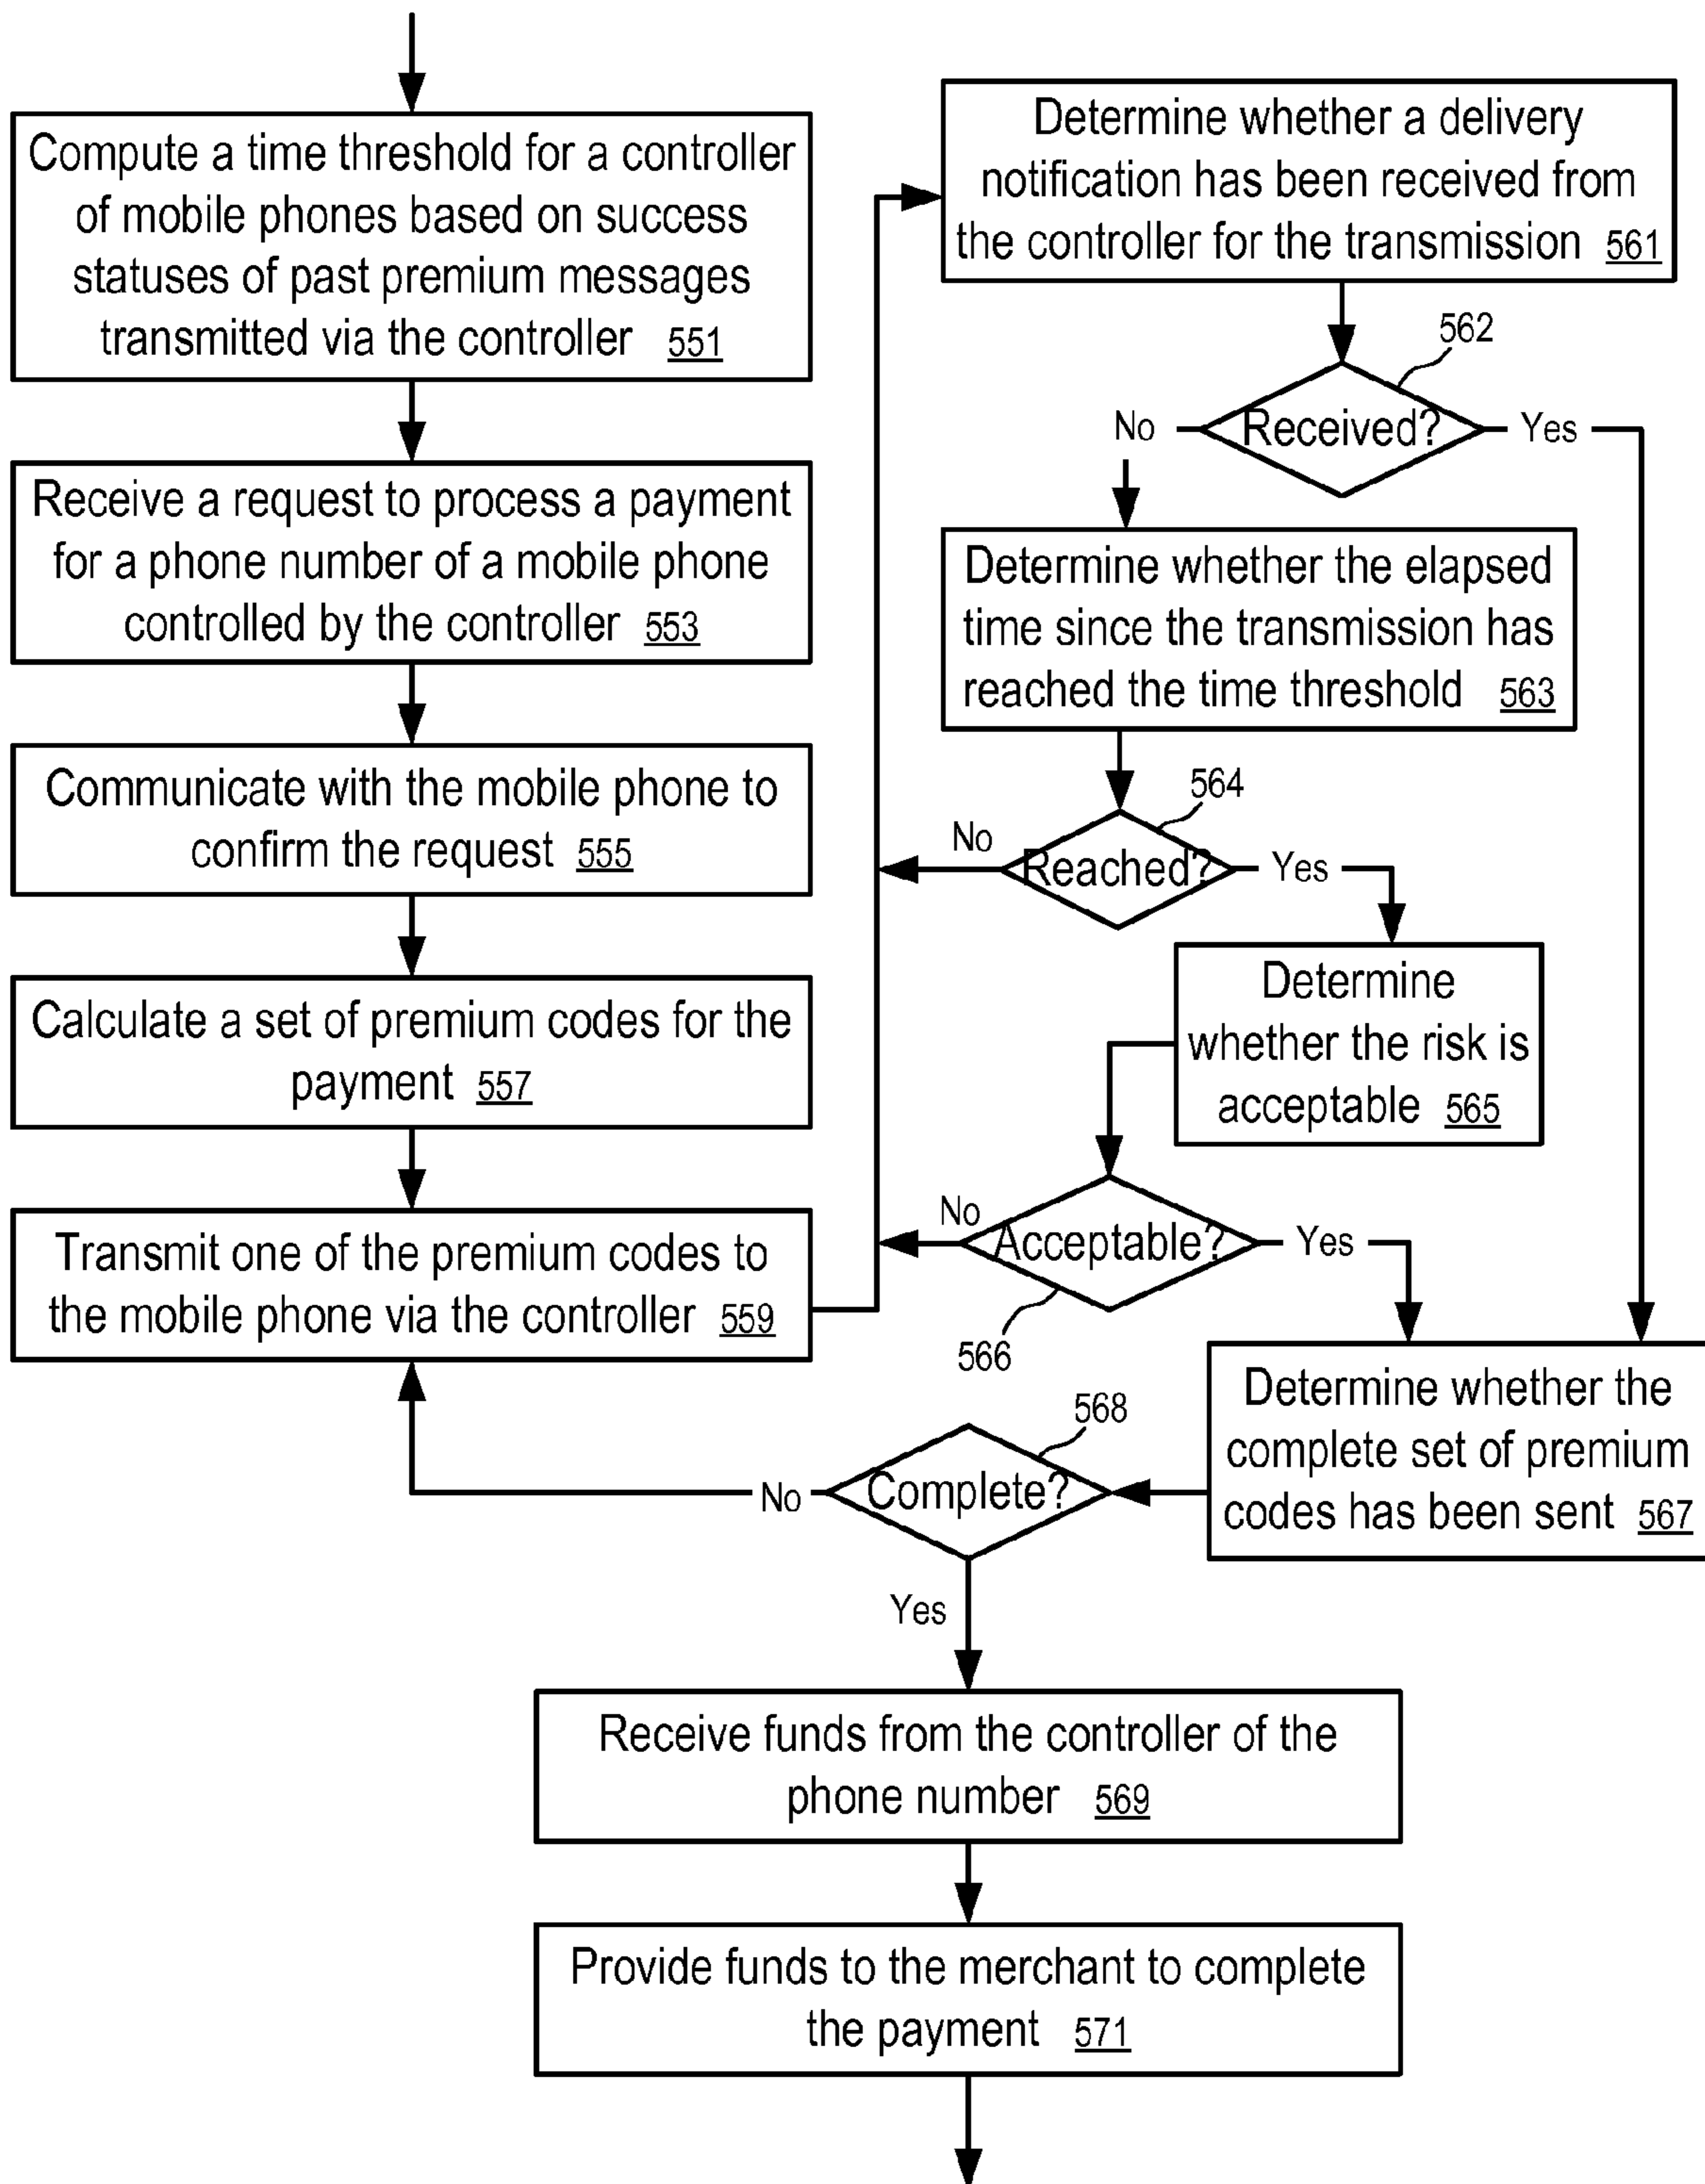 Compute a time threshold for a controller
of mobile phones based on success
statuses of past premium messages
transmitted via the controller 551
Receive a request to process a payment
for a phone number of a mobile phone
controlled by the controller 553
Communicate with the mobile phone to
confirm the request 555
Calculate a set of premium codes for the
payment 557
Transmit one of the premium codes to
the mobile phone via the controller 559
Determine whether a delivery
notification has been received from
the controller for the transmission 561
562
No
Received?
Yes
Determine whether the elapsed
time since the transmission has
reached the time threshold 563
564
No
Reached?
Yes
Determine
whether the risk is
acceptable 565
No
Acceptable?
Yes
566
Determine whether the
complete set of premium
codes has been sent 567
568
No
Complete?
Yes
Receive funds from the controller of the
phone number 569
Provide funds to the merchant to complete
the payment 571